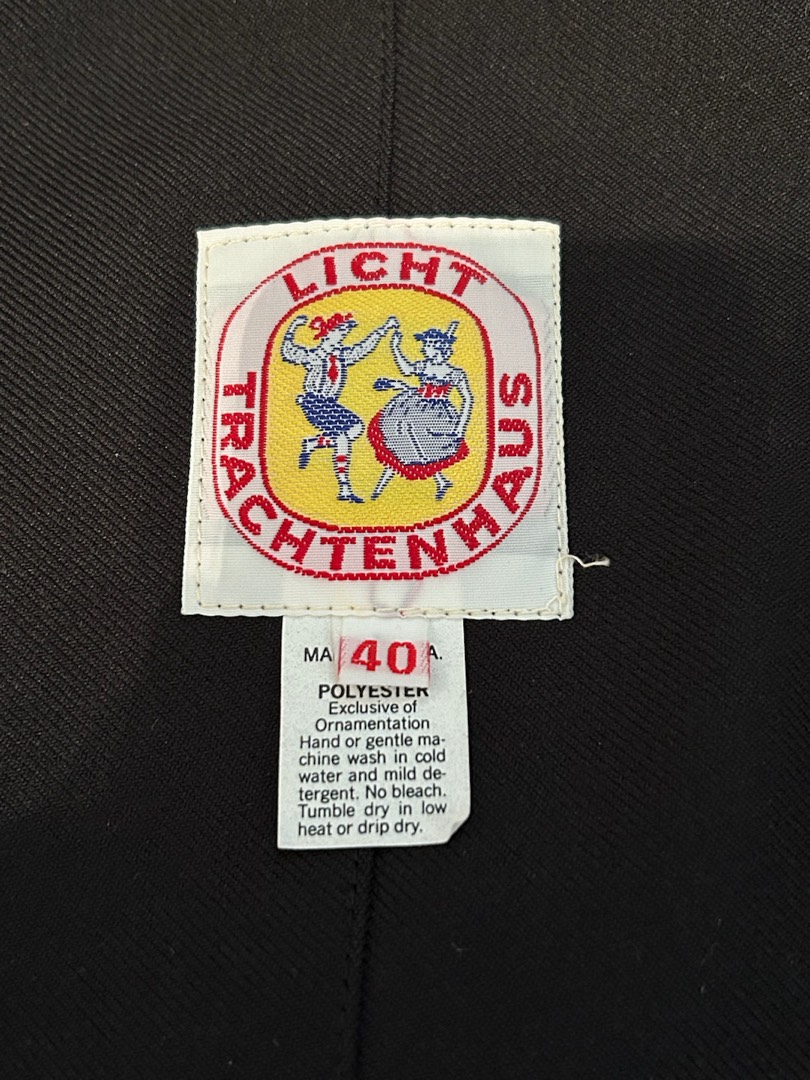 LICHT
TRACHTENHAUS
40
MA A.
POLYESTER
Exclusive of
Ornamentation
Hand or gentle ma-
chine wash in cold
water and mild de-
tergent. No bleach.
Tumble dry in low
heat or drip dry.